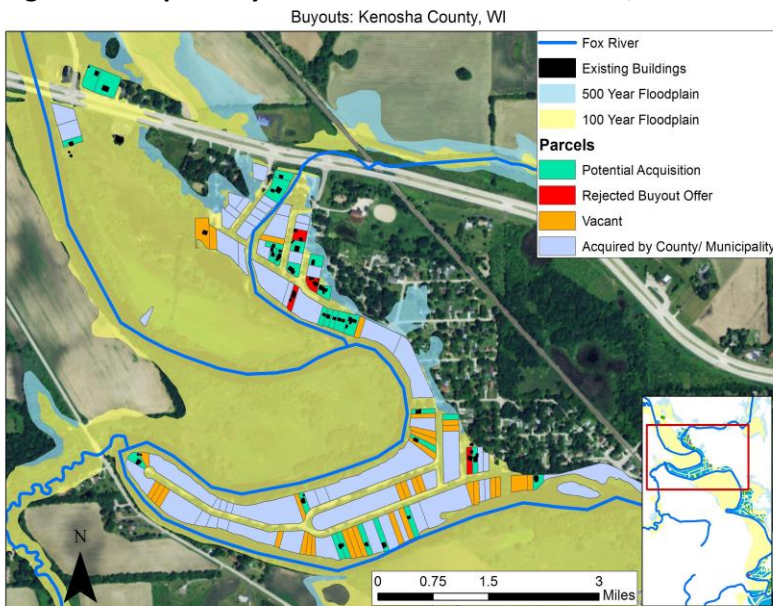 Buyouts: Kenosha County, WI
Fox River
Existing Buildings
500 Year Floodplain
100 Year Floodplain
Parcels
Potential Acquisition
Rejected Buyout Offer
Vacant
Acquired by County/ Municipality
N
0 0.75 1.5 3
Miles